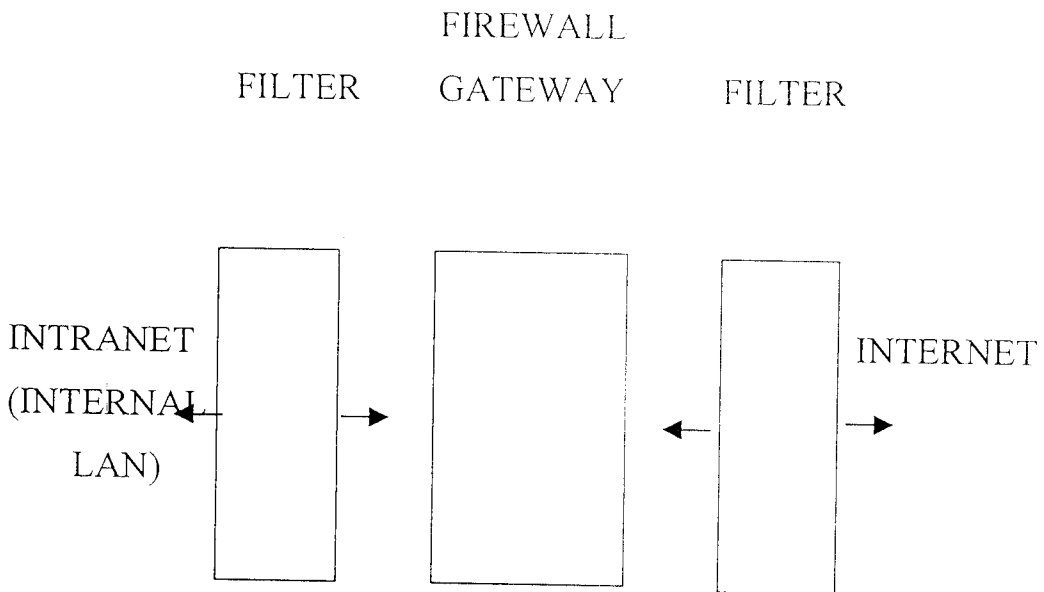 FIREWALL
FILTER GATEWAY FILTER
INTRANET
(INTERNAL
LAN)
INTERNET